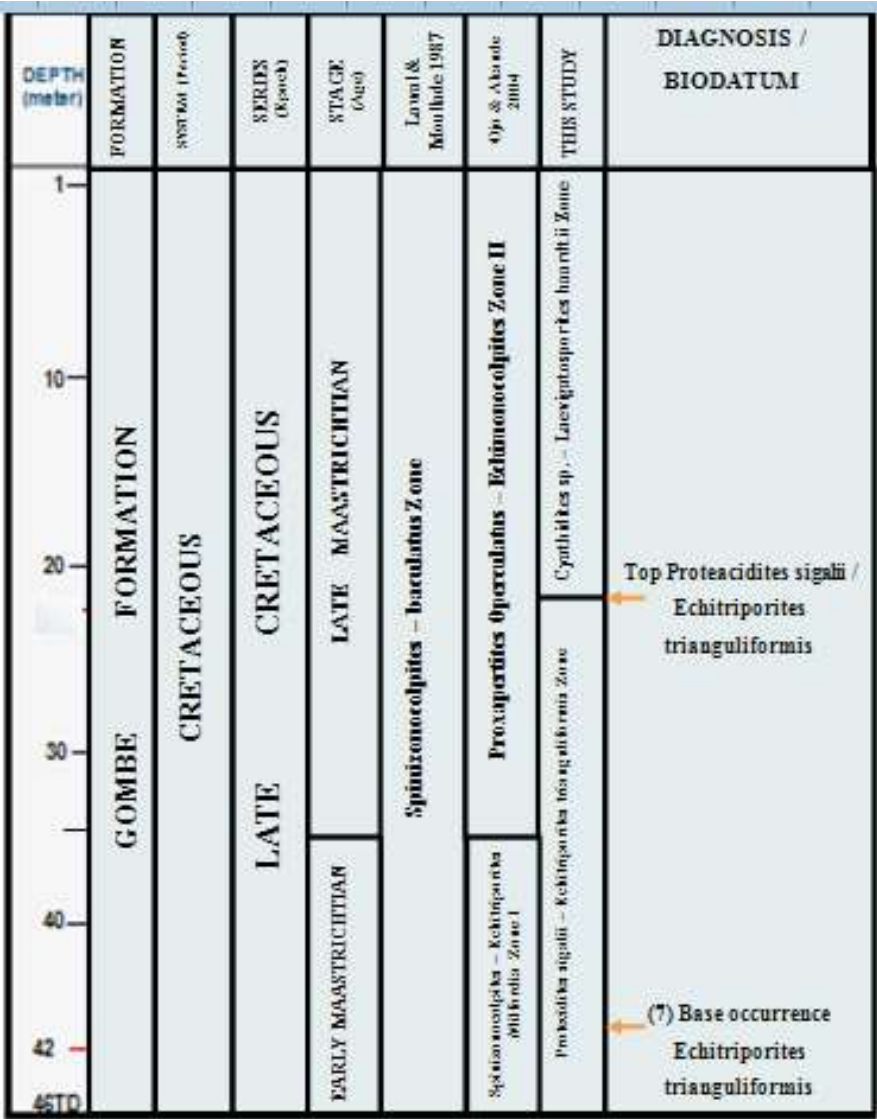 DEPTH
(meter)
FORMATION
SYSTEM (Period)
SERIES
(Epoch)
STAGE
(Age)
Lawal &
Moullade 1987
Ojo & Akande
2004
THIS STUDY
DIAGNOSIS /
BIODATUM
1
10
20
30
40
42
46TD
GOMBE FORMATION
CRETACEOUS
LATE CRETACEOUS
LATE MAASTRICHTIAN
EARLY MAASTRICHTIAN
Spinizonocolpites – baculatus Zone
Proxapertites Operculatus – Echimonocolpites Zone II
Spinizonocolpites – Echitriporites
Zone I
Cyathidites sp. – Laevigatosporites haardtii Zone
Proteacidites sigalii – Echitriporites trianguliformis Zone
Top Proteacidites sigalii /
Echitriporites
trianguliformis
(?) Base occurrence
Echitriporites
trianguliformis